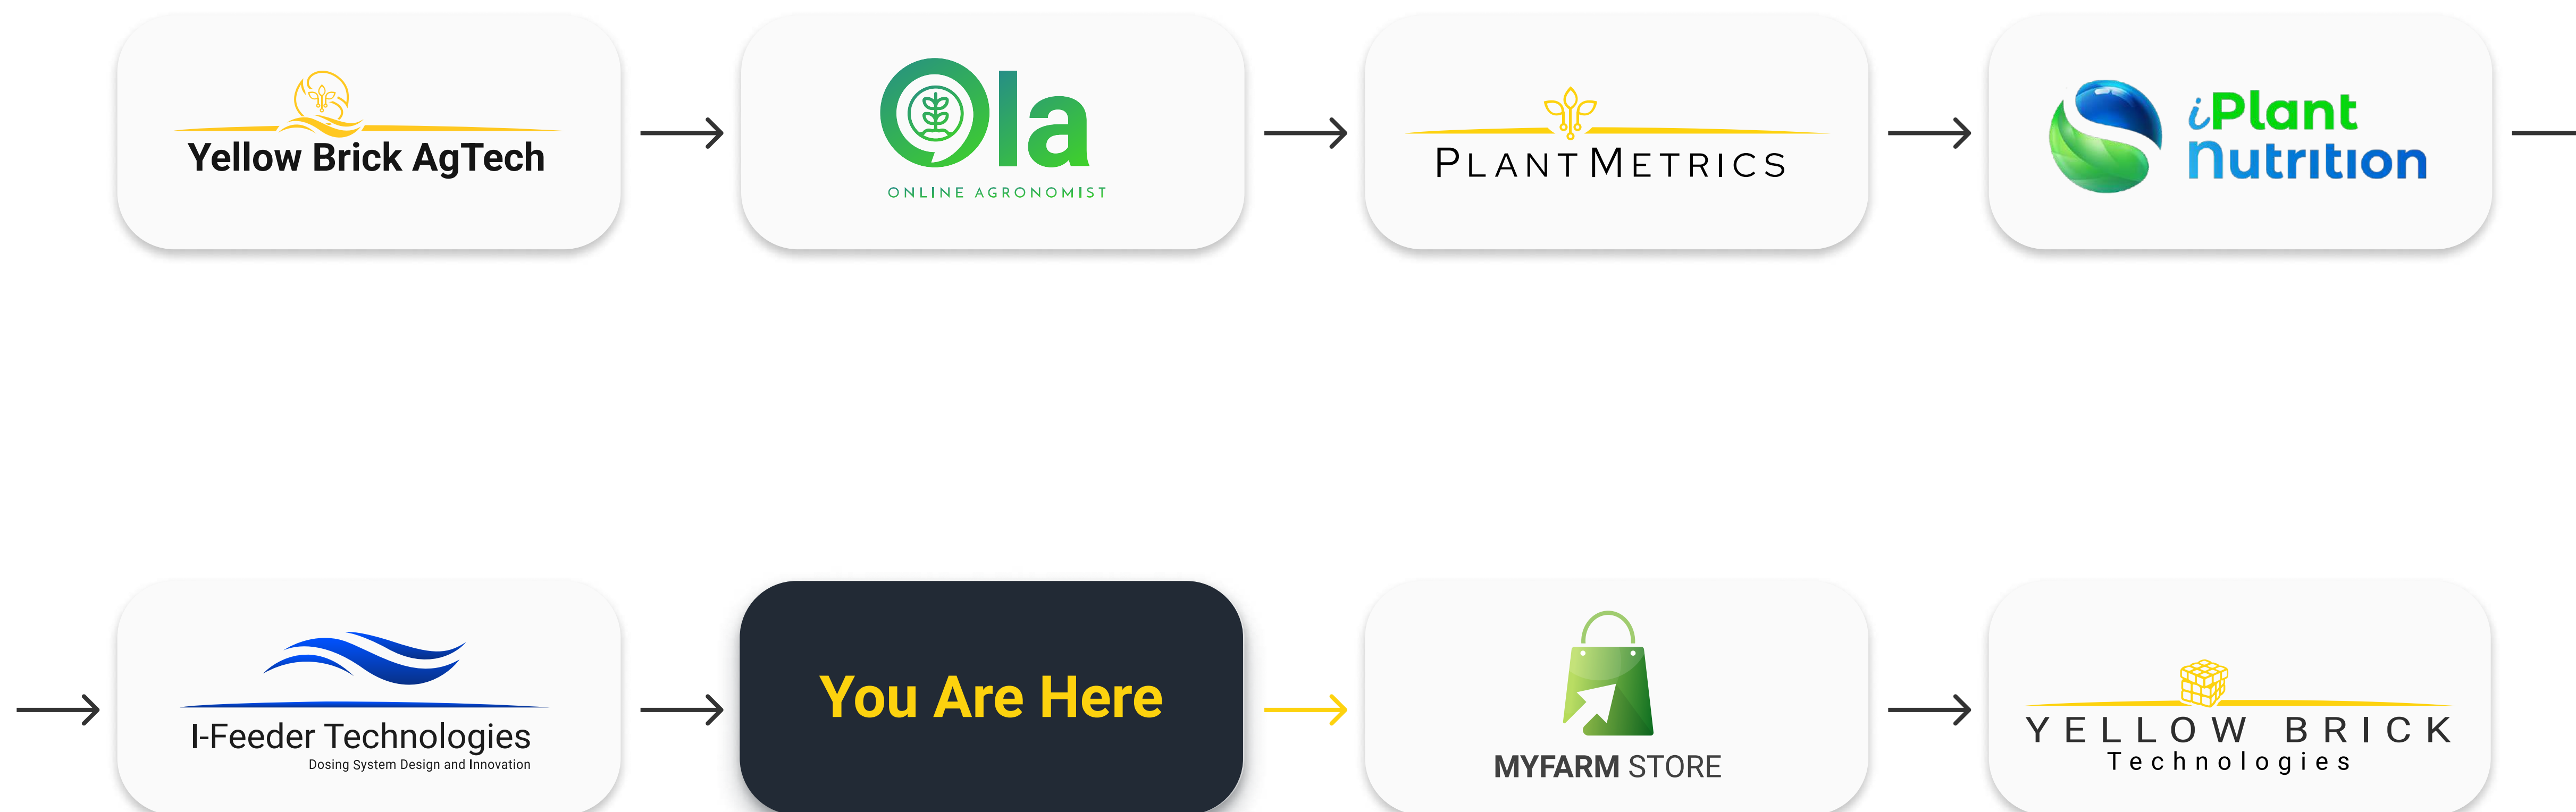 Yellow Brick AgTech
Ola
ONLINE AGRONOMIST
PLANTMETRICS
iPlant
Nutrition
I-Feeder Technologies
Dosing System Design and Innovation
You Are Here
MYFARM STORE
YELLOW BRICK
Technologies